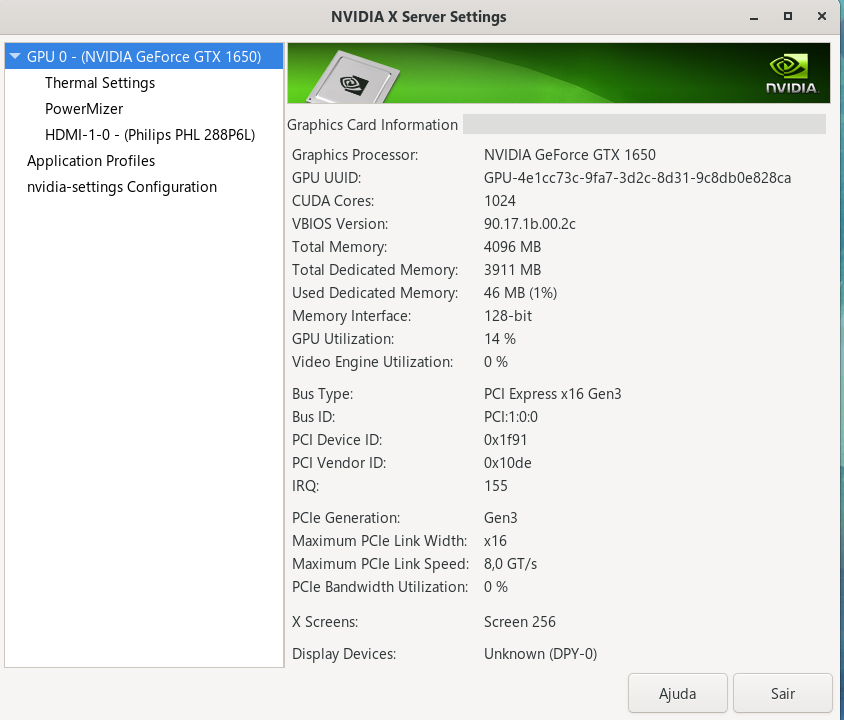 NVIDIA X Server Settings
GPU 0 - (NVIDIA GeForce GTX 1650)
Thermal Settings
PowerMizer
HDMI-1-0 - (Philips PHL 288P6L)
Application Profiles
nvidia-settings Configuration
NVIDIA.
Graphics Card Information
Graphics Processor: NVIDIA GeForce GTX 1650
GPU UUID: GPU-4e1cc73c-9fa7-3d2c-8d31-9c8db0e828ca
CUDA Cores: 1024
VBIOS Version: 90.17.1b.00.2c
Total Memory: 4096 MB
Total Dedicated Memory: 3911 MB
Used Dedicated Memory: 46 MB (1%)
Memory Interface: 128-bit
GPU Utilization: 14 %
Video Engine Utilization: 0 %
Bus Type: PCI Express x16 Gen3
Bus ID: PCI:1:0:0
PCI Device ID: 0x1f91
PCI Vendor ID: 0x10de
IRQ: 155
PCIe Generation: Gen3
Maximum PCIe Link Width: x16
Maximum PCIe Link Speed: 8,0 GT/s
PCIe Bandwidth Utilization: 0 %
X Screens: Screen 256
Display Devices: Unknown (DPY-0)
Ajuda
Sair